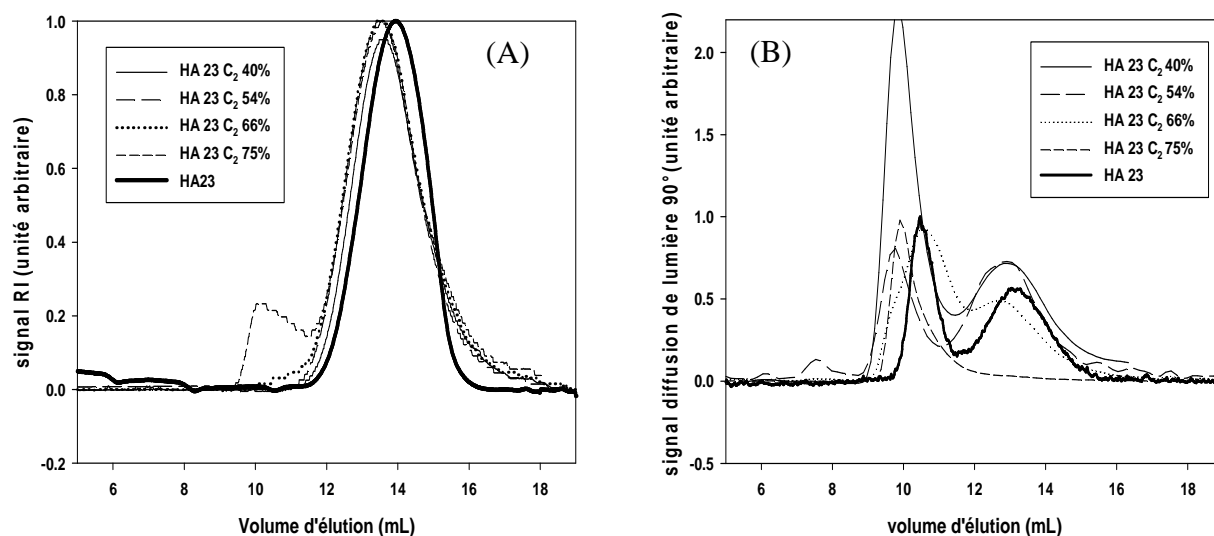 (A)
HA 23 C2 40%
HA 23 C2 54%
HA 23 C2 66%
HA 23 C2 75%
HA23
signal RI (unité arbitraire)
1.0
0.8
0.6
0.4
0.2
0.0
-0.2
6 8 10 12 14 16 18
Volume d'élution (mL)
(B)
HA 23 C2 40%
HA 23 C2 54%
HA 23 C2 66%
HA 23 C2 75%
HA 23
signal diffusion de lumière 90° (unité arbitraire)
2.0
1.5
1.0
0.5
0.0
-0.5
6 8 10 12 14 16 18
volume d'élution (mL)